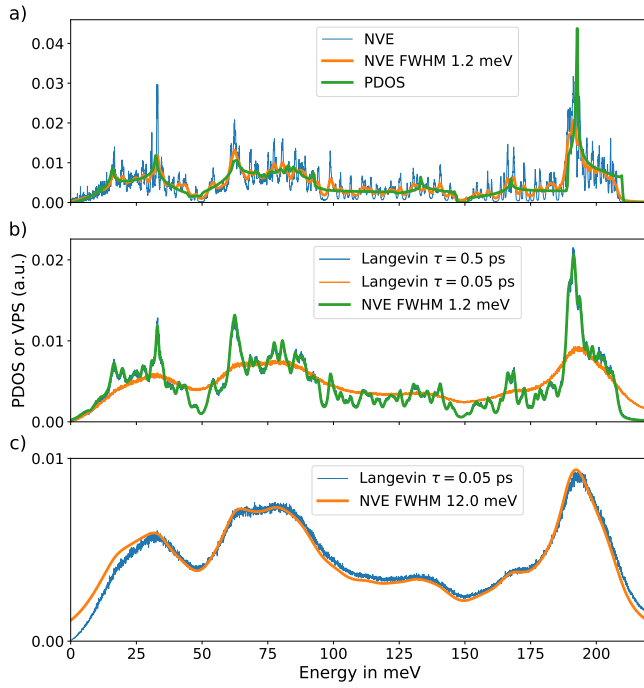 a)
0.04
0.03
0.02
0.01
0.00
NVE
NVE FWHM 1.2 meV
PDOS
b)
0.02
0.01
0.00
Langevin τ = 0.5 ps
Langevin τ = 0.05 ps
NVE FWHM 1.2 meV
PDOS or VPS (a.u.)
c)
0.01
0.00
Langevin τ = 0.05 ps
NVE FWHM 12.0 meV
0 25 50 75 100 125 150 175 200
Energy in meV